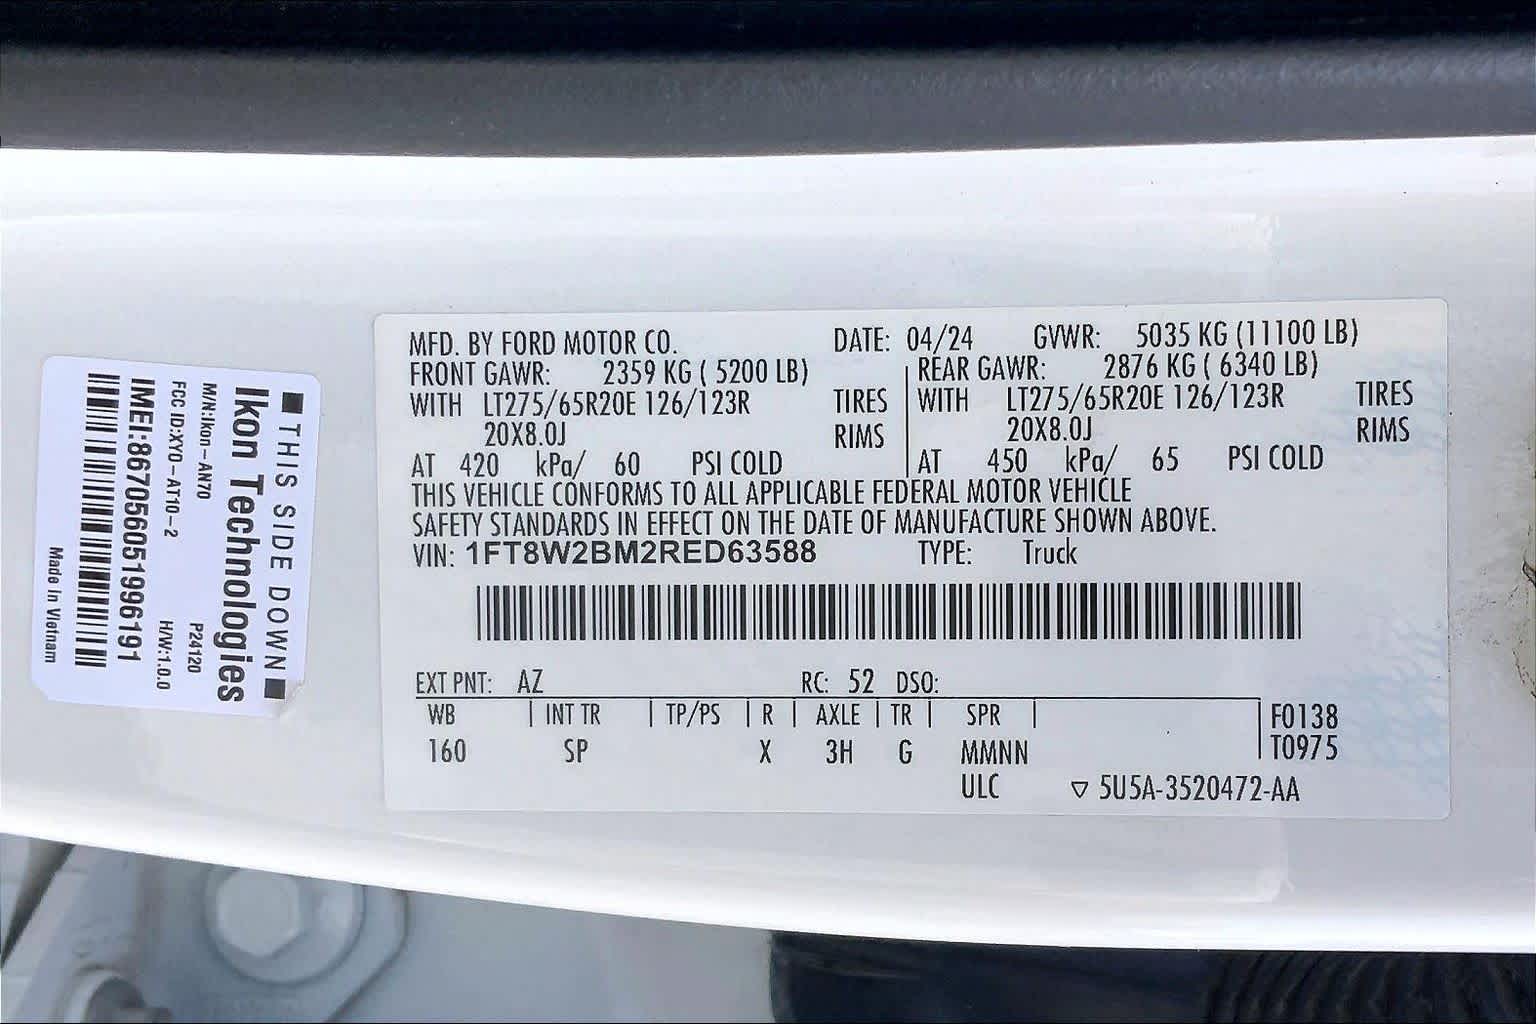 MFD. BY FORD MOTOR CO. DATE: 04/24 GVWR: 5035 KG (11100 LB)
FRONT GAWR: 2359 KG ( 5200 LB) REAR GAWR: 2876 KG ( 6340 LB)
WITH LT275/65R20E 126/123R TIRES WITH LT275/65R20E 126/123R TIRES
20X8.0J RIMS 20X8.0J RIMS
AT 420 kPa/ 60 PSI COLD AT 450 kPa/ 65 PSI COLD
THIS VEHICLE CONFORMS TO ALL APPLICABLE FEDERAL MOTOR VEHICLE
SAFETY STANDARDS IN EFFECT ON THE DATE OF MANUFACTURE SHOWN ABOVE.
VIN: 1FT8W2BM2RED63588 TYPE: Truck
EXT PNT: AZ RC: 52 DSO:
WB INT TR TP/PS R AXLE TR SPR F0138
160 SP X 3H G MMNN T0975
ULC ▽ 5U5A-3520472-AA
THIS SIDE DOWN
Ikon Technologies
M/N:Ikon-AN70 P24120
FCC ID:XYO-AT10-2 H/W:1.0.0
IMEI:867056051996191
Made In Vietnam